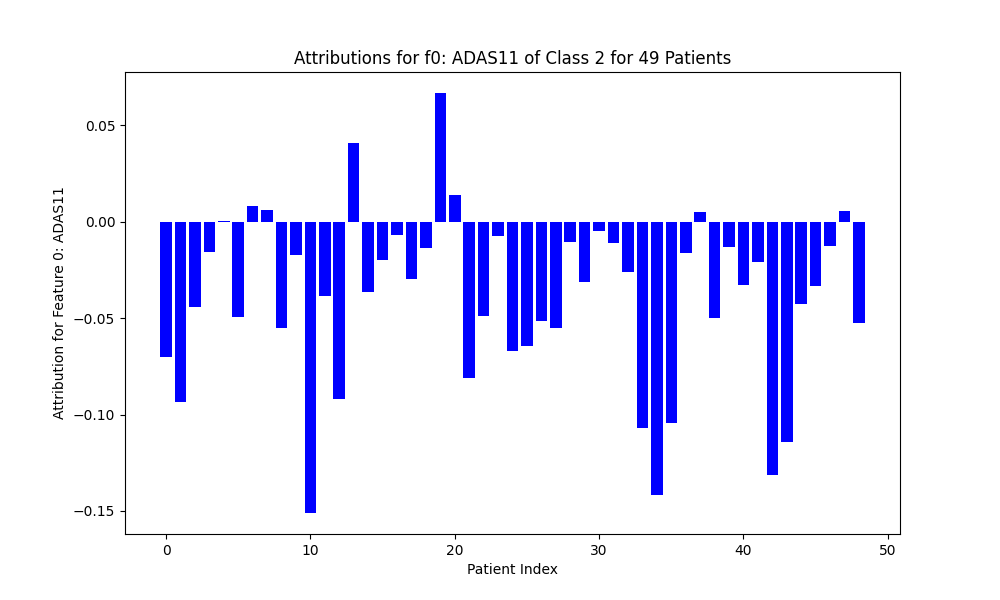 Attributions for f0: ADAS11 of Class 2 for 49 Patients
Attribution for Feature 0: ADAS11
0.05
0.00
−0.05
−0.10
−0.15
0 10 20 30 40 50
Patient Index